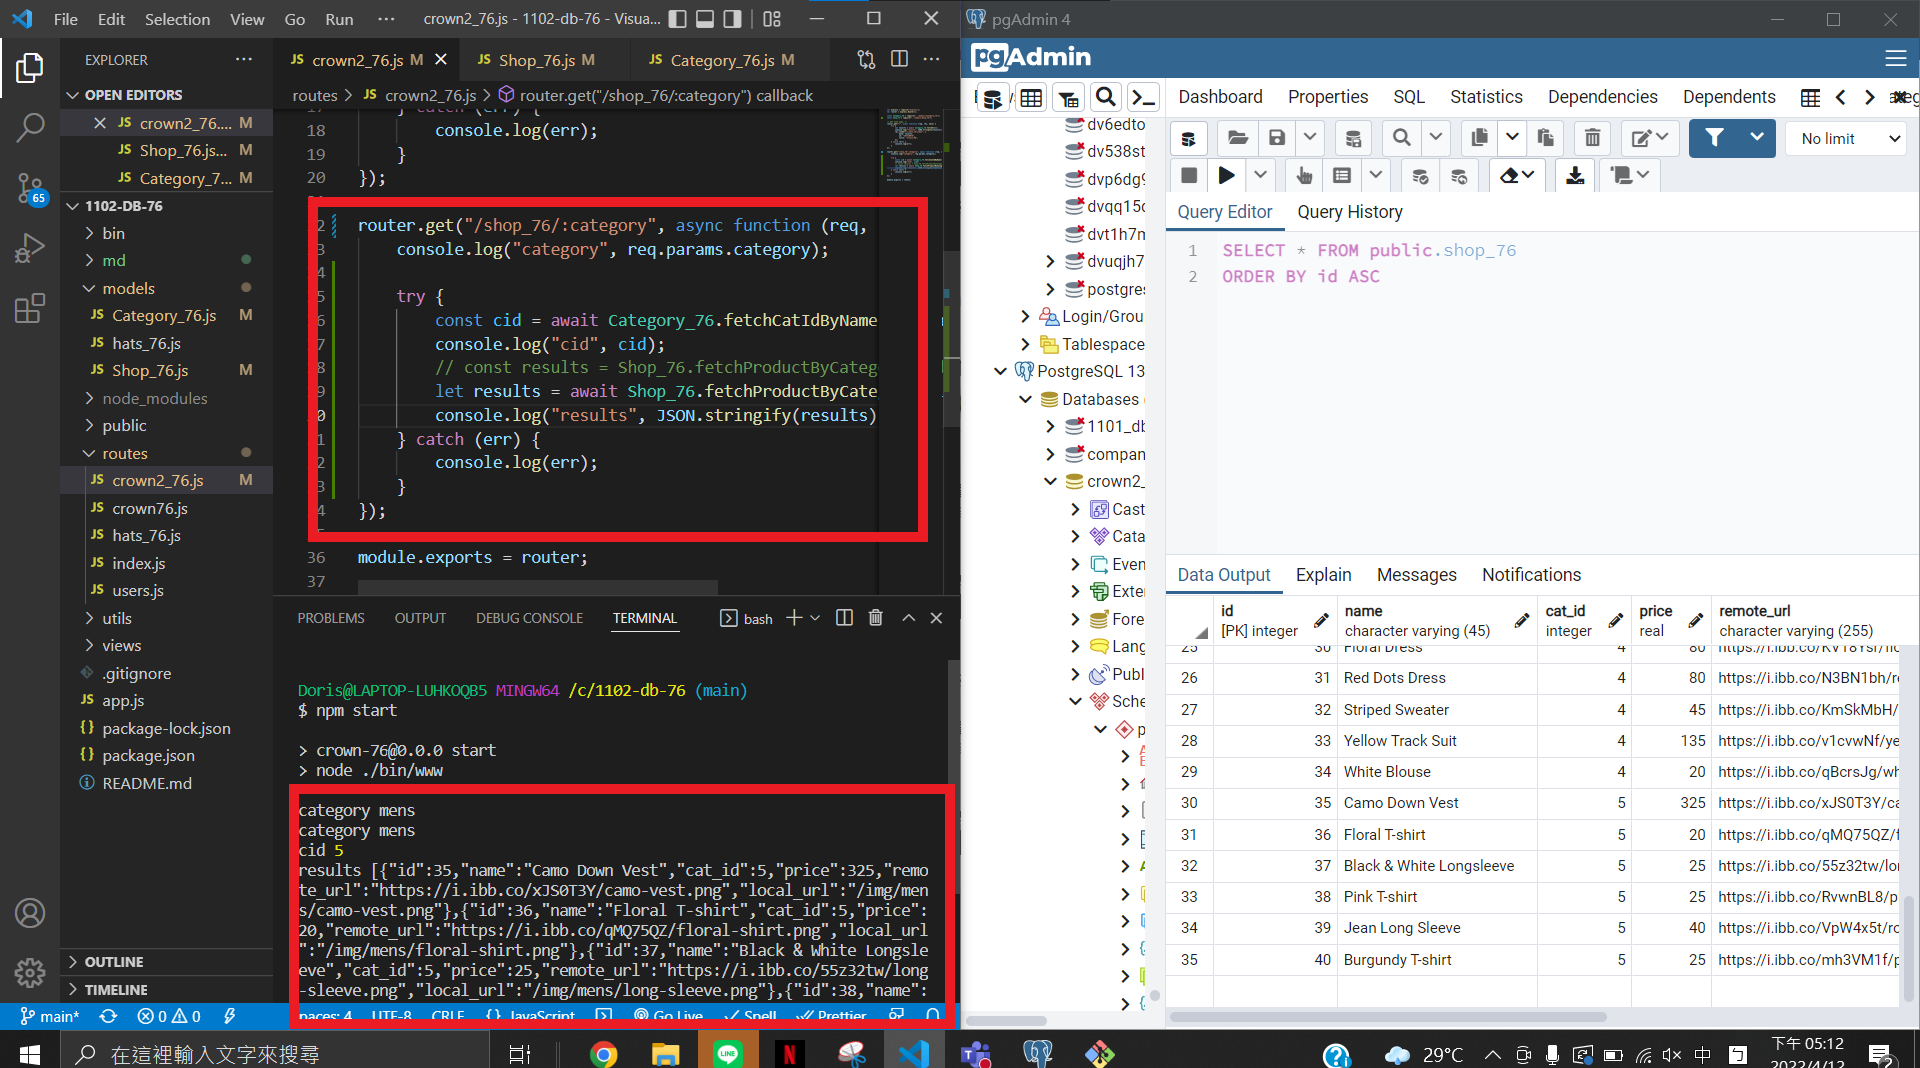 File Edit Selection View Go Run ··· crown2_76.js - 1102-db-76 - Visua...
EXPLORER
OPEN EDITORS
JS crown2_76.... M
JS Shop_76.js... M
JS Category_7... M
1102-DB-76
bin
md
models
JS Category_76.js M
JS hats_76.js
JS Shop_76.js M
node_modules
public
routes
JS crown2_76.js M
JS crown76.js
JS hats_76.js
JS index.js
JS users.js
utils
views
.gitignore
JS app.js
{} package-lock.json
{} package.json
README.md
OUTLINE
TIMELINE
65
JS crown2_76.js M
JS Shop_76.js M
JS Category_76.js M
routes > JS crown2_76.js > router.get("/shop_76/:category") callback
18 console.log(err);
19 }
20 });
2 router.get("/shop_76/:category", async function (req,
3 console.log("category", req.params.category);
4
5 try {
6 const cid = await Category_76.fetchCatIdByName
7 console.log("cid", cid);
8 // const results = Shop_76.fetchProductByCateg
9 let results = await Shop_76.fetchProductByCate
0 console.log("results", JSON.stringify(results)
1 } catch (err) {
2 console.log(err);
3 }
4 });
36 module.exports = router;
37
PROBLEMS OUTPUT DEBUG CONSOLE TERMINAL bash
Doris@LAPTOP-LUHKOQB5 MINGW64 /c/1102-db-76 (main)
$ npm start
> crown-76@0.0.0 start
> node ./bin/www
category mens
category mens
cid 5
results [{"id":35,"name":"Camo Down Vest","cat_id":5,"price":325,"remo
te_url":"https://i.ibb.co/xJS0T3Y/camo-vest.png","local_url":"/img/men
s/camo-vest.png"},{"id":36,"name":"Floral T-shirt","cat_id":5,"price":
20,"remote_url":"https://i.ibb.co/qMQ75QZ/floral-shirt.png","local_url
":"/img/mens/floral-shirt.png"},{"id":37,"name":"Black & White Longsle
eve","cat_id":5,"price":25,"remote_url":"https://i.ibb.co/55z32tw/long
-sleeve.png","local_url":"/img/mens/long-sleeve.png"},{"id":38,"name":
main* 0 0 paces: 4 UTF-8 CRLF {} JavaScript Go Live Spell Prettier
pgAdmin 4
pgAdmin
Dashboard Properties SQL Statistics Dependencies Dependents
No limit
dv6edto
dv538st
dvp6dg9
dvqq15c
dvt1h7m
dvuqjh7
postgres
Login/Grou
Tablespace
PostgreSQL 13
Databases
1101_db
compan
crown2_
Cast
Cata
Even
Exte
Fore
Lang
Publ
Sche
p
Query Editor Query History
1 SELECT * FROM public.shop_76
2 ORDER BY id ASC
Data Output Explain Messages Notifications
id name cat_id price remote_url
[PK] integer character varying (45) integer real character varying (255)
25 30 Floral Dress 4 80
26 31 Red Dots Dress 4 80 https://i.ibb.co/N3BN1bh/re
27 32 Striped Sweater 4 45 https://i.ibb.co/KmSkMbH/
28 33 Yellow Track Suit 4 135 https://i.ibb.co/v1cvwNf/ye
29 34 White Blouse 4 20 https://i.ibb.co/qBcrsJg/wh
30 35 Camo Down Vest 5 325 https://i.ibb.co/xJS0T3Y/ca
31 36 Floral T-shirt 5 20 https://i.ibb.co/qMQ75QZ/f
32 37 Black & White Longsleeve 5 25 https://i.ibb.co/55z32tw/lo
33 38 Pink T-shirt 5 25 https://i.ibb.co/RvwnBL8/p
34 39 Jean Long Sleeve 5 40 https://i.ibb.co/VpW4x5t/ro
35 40 Burgundy T-shirt 5 25 https://i.ibb.co/mh3VM1f/p
在這裡輸入文字來搜尋
LINE
29°C
中
下午 05:12
2022/4/12
2